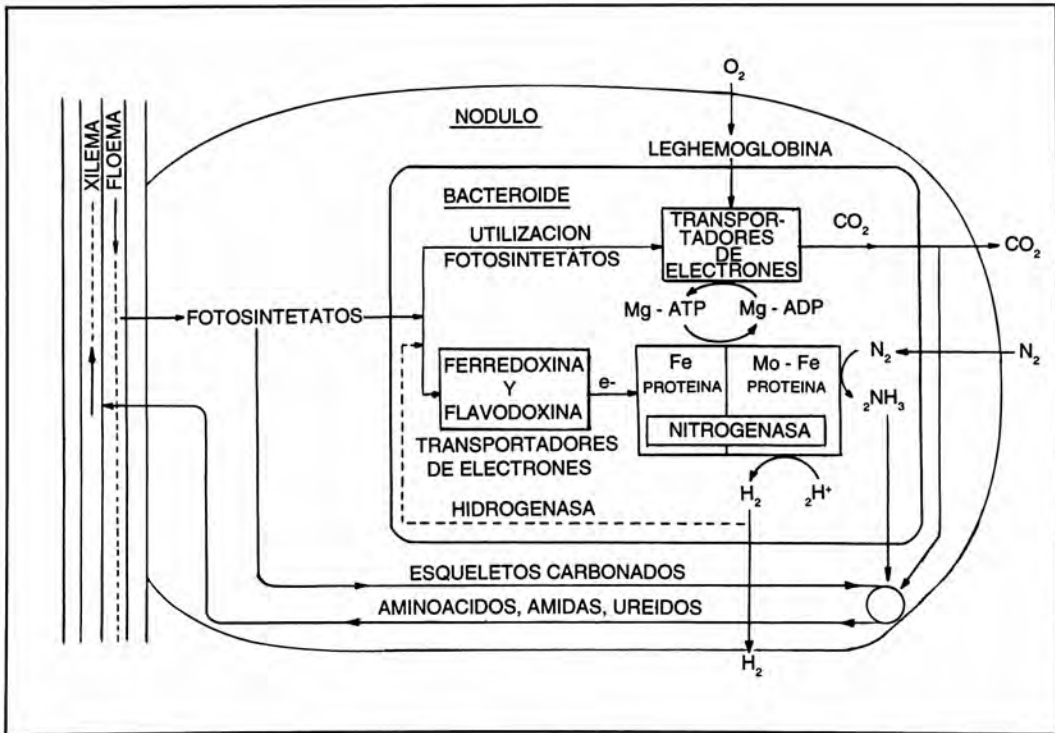 XILEMA
FLOEMA
O₂
NODULO
LEGHEMOGLOBINA
BACTEROIDE
UTILIZACION
FOTOSINTETATOS
TRANSPOR-
TADORES
DE
ELECTRONES
CO₂
CO₂
FOTOSINTETATOS
Mg - ATP
Mg - ADP
FERREDOXINA
Y
FLAVODOXINA
e-
Fe
PROTEINA
Mo - Fe
PROTEINA
N₂
N₂
₂NH₃
NITROGENASA
TRANSPORTADORES
DE ELECTRONES
H₂
₂H⁺
HIDROGENASA
ESQUELETOS CARBONADOS
AMINOACIDOS, AMIDAS, UREIDOS
H₂